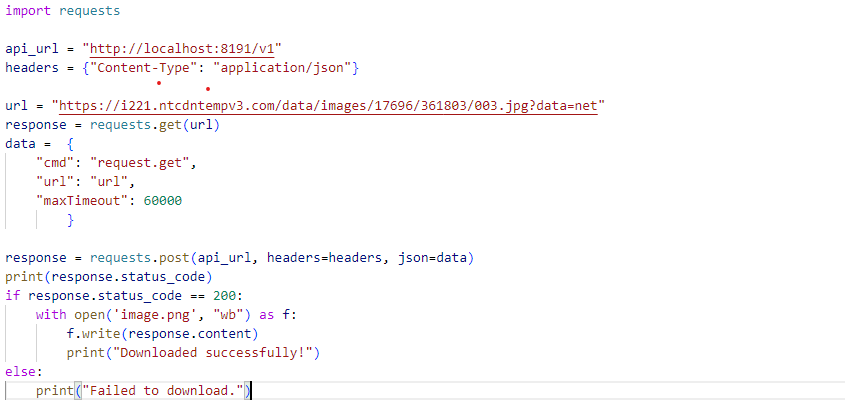 import requests
api_url = "http://localhost:8191/v1"
headers = {"Content-Type": "application/json"}
url = "https://i221.ntcdntempv3.com/data/images/17696/361803/003.jpg?data=net"
response = requests.get(url)
data =  {
    "cmd": "request.get",
    "url": "url",
    "maxTimeout": 60000
        }
response = requests.post(api_url, headers=headers, json=data)
print(response.status_code)
if response.status_code == 200:
    with open('image.png', "wb") as f:
        f.write(response.content)
        print("Downloaded successfully!")
else:
    print("Failed to download.")